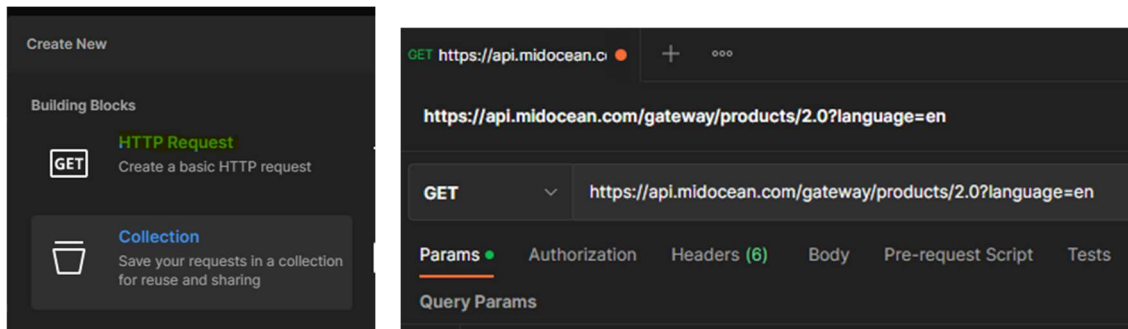 Create New
Building Blocks
HTTP Request
GET
Create a basic HTTP request
Collection
Save your requests in a collection
for reuse and sharing
GET https://api.midocean.c
https://api.midocean.com/gateway/products/2.0?language=en
GET https://api.midocean.com/gateway/products/2.0?language=en
Params Authorization Headers (6) Body Pre-request Script Tests
Query Params